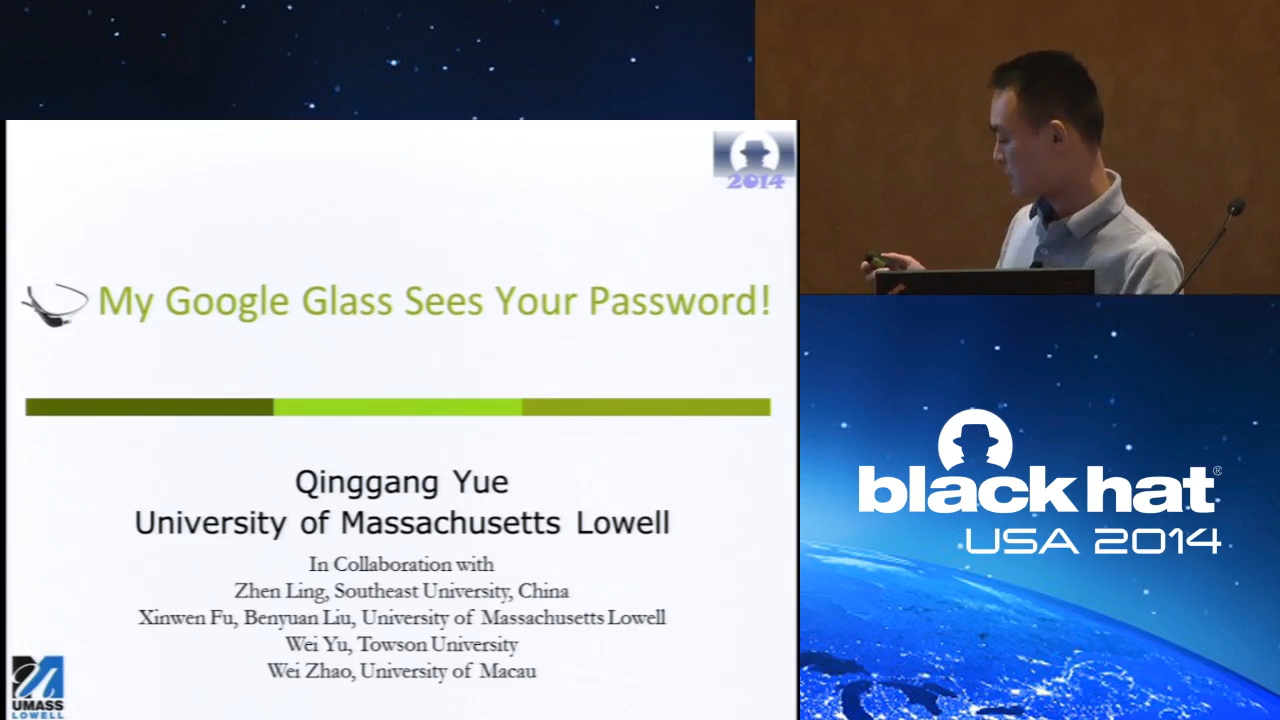 2014
My Google Glass Sees Your Password!
Qinggang Yue
University of Massachusetts Lowell
In Collaboration with
Zhen Ling, Southeast University, China
Xinwen Fu, Benyuan Liu, University of Massachusetts Lowell
Wei Yu, Towson University
Wei Zhao, University of Macau
UMASS
LOWELL
black hat®
USA 2014